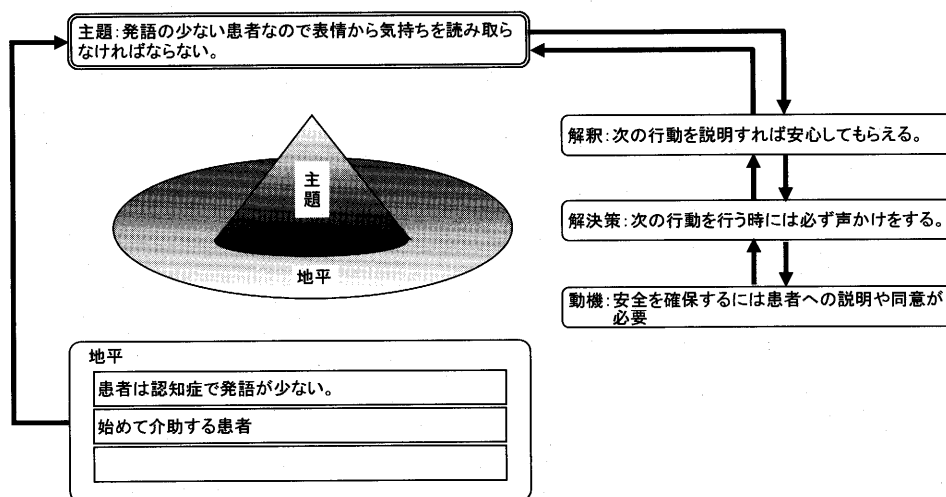 主題:発語の少ない患者なので表情から気持ちを読み取ら
なければならない。
主
題
地平
解釈:次の行動を説明すれば安心してもらえる。
解決策:次の行動を行う時には必ず声かけをする。
動機:安全を確保するには患者への説明や同意が
必要
地平
患者は認知症で発語が少ない。
始めて介助する患者